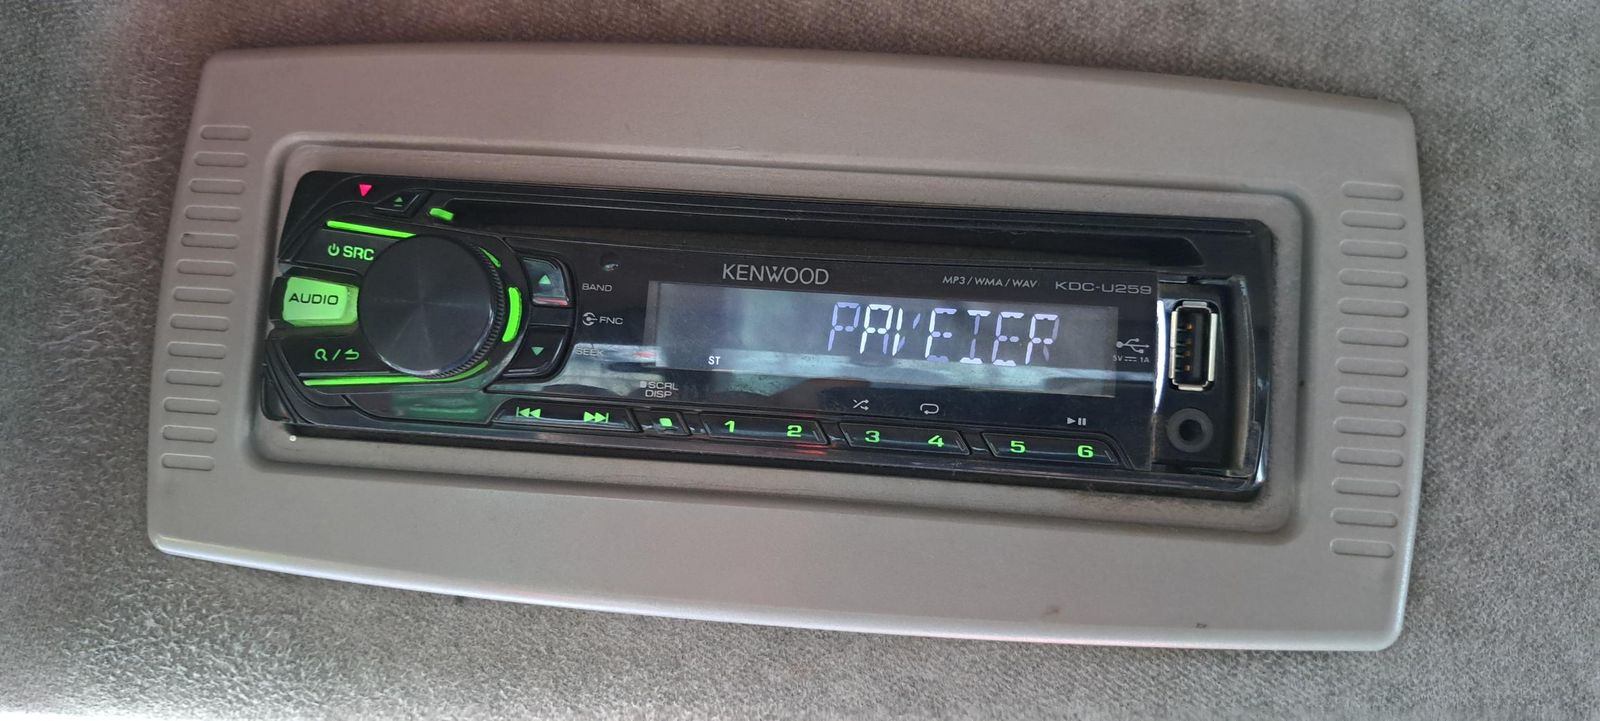 SRC
AUDIO
KENWOOD
MP3/WMA/WAV KDC-U259
BAND
FNC
SEEK
ST
5V 1A
SCRL
DISP
1 2 3 4 5 6